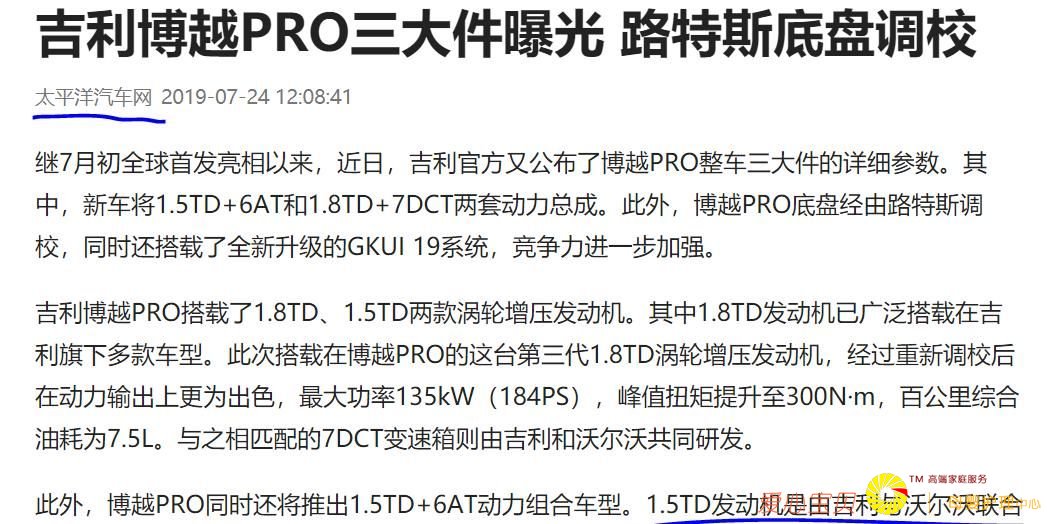 吉利博越PRO三大件曝光 路特斯底盘调校
太平洋汽车网 2019-07-24 12:08:41
继7月初全球首发亮相以来，近日，吉利官方又公布了博越PRO整车三大件的详细参数。其
中，新车将1.5TD+6AT和1.8TD+7DCT两套动力总成。此外，博越PRO底盘经由路特斯调
校，同时还搭载了全新升级的GKUI 19系统，竞争力进一步加强。
吉利博越PRO搭载了1.8TD、1.5TD两款涡轮增压发动机。其中1.8TD发动机已广泛搭载在吉
利旗下多款车型。此次搭载在博越PRO的这台第三代1.8TD涡轮增压发动机，经过重新调校后
在动力输出上更为出色，最大功率135kW（184PS），峰值扭矩提升至300N·m，百公里综合
油耗为7.5L。与之相匹配的7DCT变速箱则由吉利和沃尔沃共同研发。
此外，博越PRO同时还将推出1.5TD+6AT动力组合车型。1.5TD发动机是由吉利与沃尔沃联合
TM 高端家庭服务